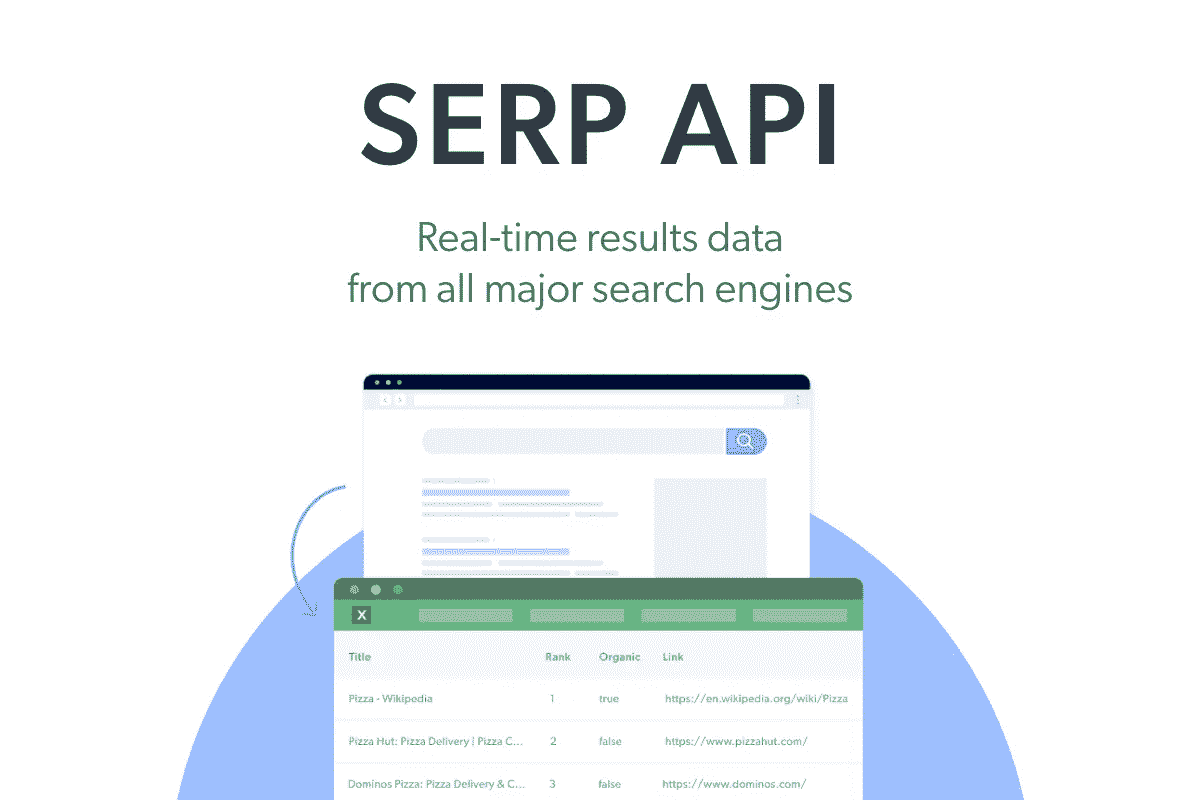 SERP API
Real-time results data
from all major search engines
X
Title Rank Organic Link
Pizza - Wikipedia 1 true https://en.wikipedia.org/wiki/Pizza
Pizza Hut: Pizza Delivery | Pizza C... 2 false https://www.pizzahut.com/
Dominos Pizza: Pizza Delivery & C... 3 false https://www.dominos.com/